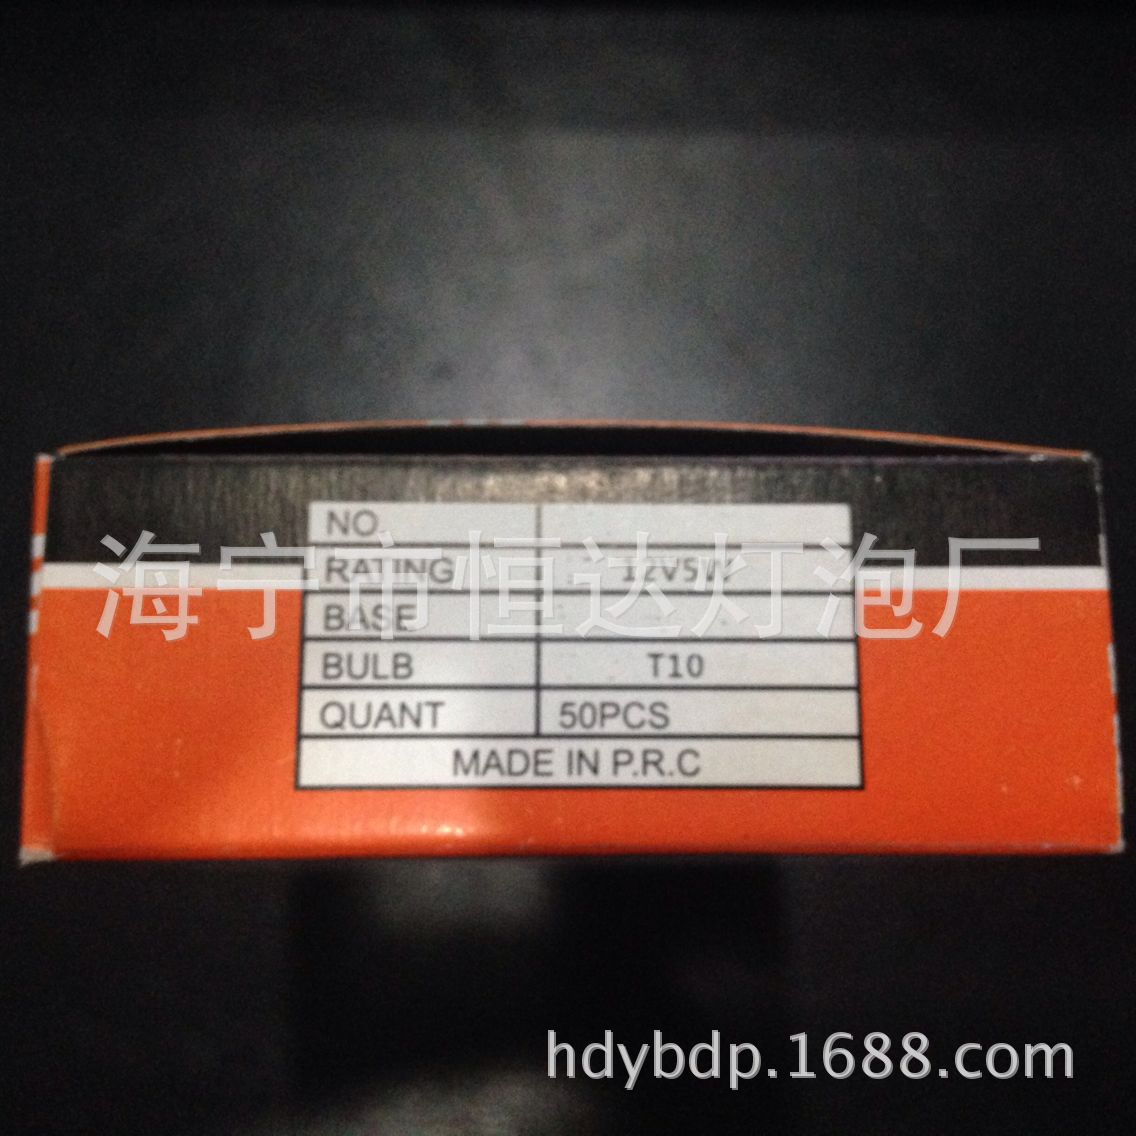 NO.
RATING 12V5W
BASE
BULB T10
QUANT 50PCS
MADE IN P.R.C
海宁市恒达灯泡厂
hdybdp.1688.com